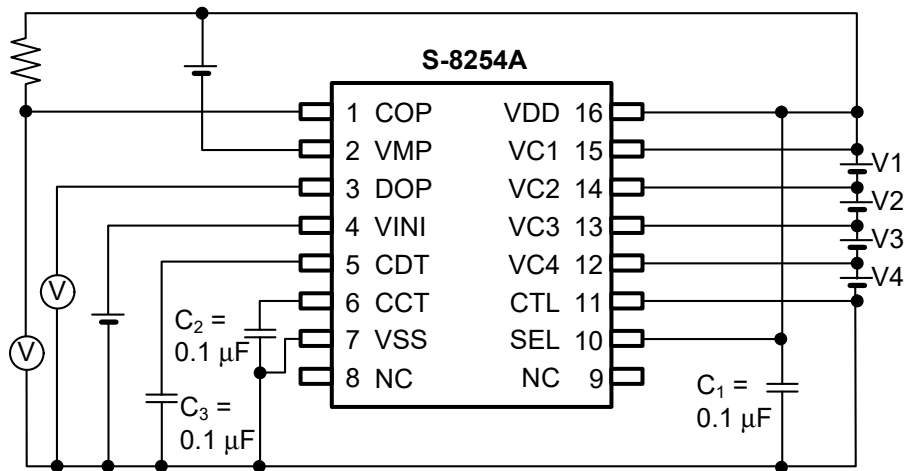 S-8254A
1 COP VDD 16
2 VMP VC1 15
3 DOP VC2 14
4 VINI VC3 13
5 CDT VC4 12
6 CCT CTL 11
7 VSS SEL 10
8 NC NC 9
V1
V2
V3
V4
V
V
C₂ =
0.1 μF
C₃ =
0.1 μF
C₁ =
0.1 μF